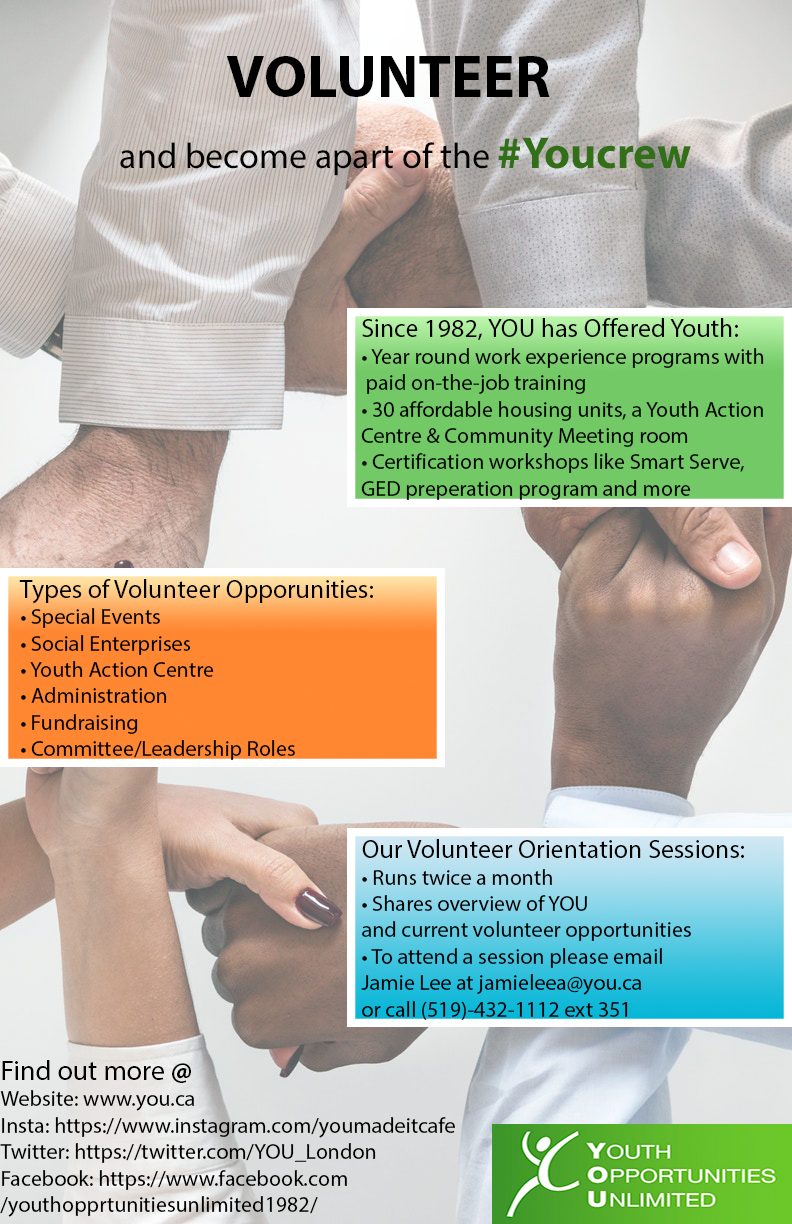 VOLUNTEER
and become apart of the #Youcrew
Since 1982, YOU has Offered Youth:
• Year round work experience programs with
paid on-the-job training
• 30 affordable housing units, a Youth Action
Centre & Community Meeting room
• Certification workshops like Smart Serve,
GED preperation program and more
Types of Volunteer Opporunities:
• Special Events
• Social Enterprises
• Youth Action Centre
• Administration
• Fundraising
• Committee/Leadership Roles
Our Volunteer Orientation Sessions:
• Runs twice a month
• Shares overview of YOU
and current volunteer opportunities
• To attend a session please email
Jamie Lee at jamieleea@you.ca
or call (519)-432-1112 ext 351
Find out more @
Website: www.you.ca
Insta: https://www.instagram.com/youmadeitcafe
Twitter: https://twitter.com/YOU_London
Facebook: https://www.facebook.com
/youthopprtunitiesunlimited1982/
YOUTH
OPPORTUNITIES
UNLIMITED